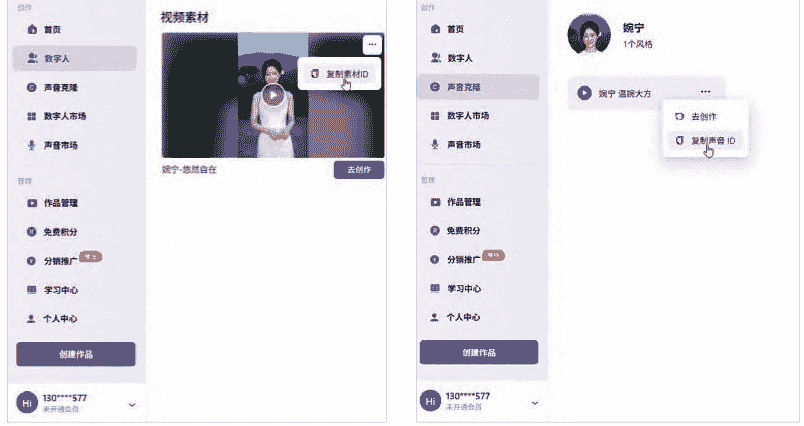 创作
首页
数字人
声音克隆
数字人市场
声音市场
管理
作品管理
免费积分
分销推广
学习中心
个人中心
创建作品
Hi
130****577
未开通会员
视频素材
复制素材ID
婉宁-悠然自在
去创作
创作
首页
数字人
声音克隆
数字人市场
声音市场
管理
作品管理
免费积分
分销推广
学习中心
个人中心
创建作品
Hi
130****577
未开通会员
婉宁
1个风格
婉宁 温婉大方
去创作
复制声音 ID